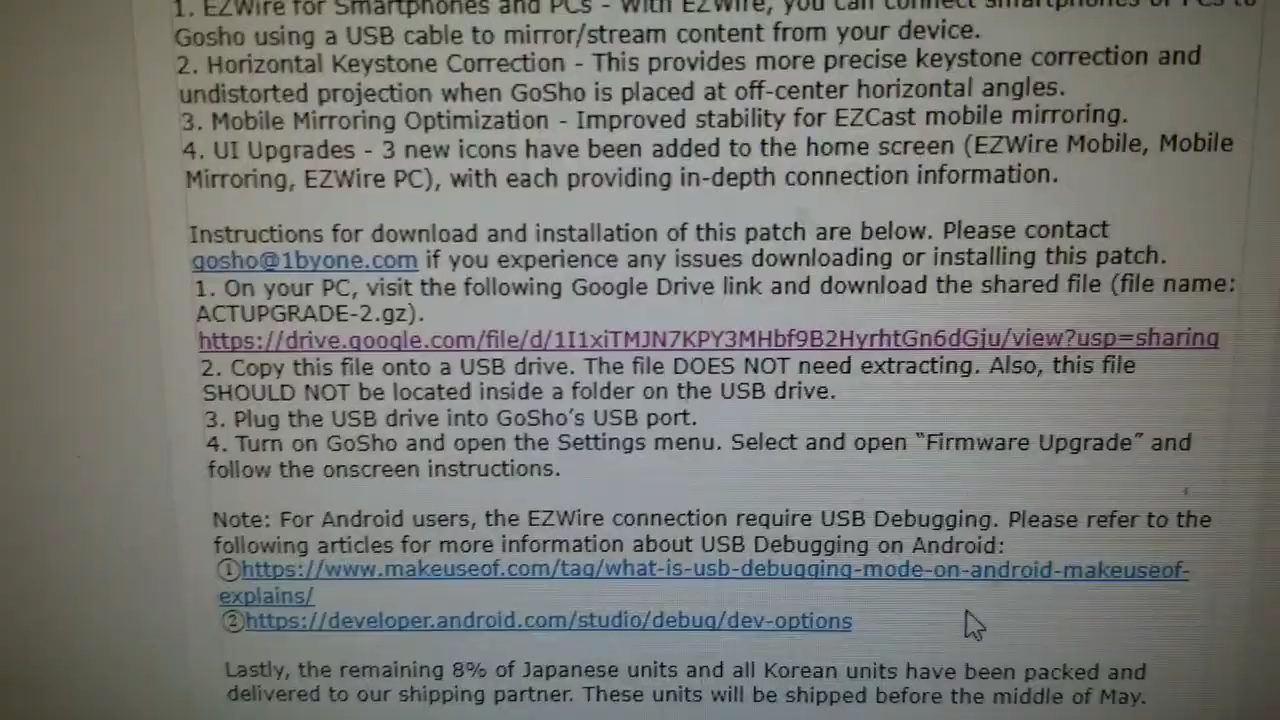 1. EZWire for Smartphones and PCs - With EZWire, you can connect smartphones or PCs to
Gosho using a USB cable to mirror/stream content from your device.
2. Horizontal Keystone Correction - This provides more precise keystone correction and
undistorted projection when GoSho is placed at off-center horizontal angles.
3. Mobile Mirroring Optimization - Improved stability for EZCast mobile mirroring.
4. UI Upgrades - 3 new icons have been added to the home screen (EZWire Mobile, Mobile
Mirroring, EZWire PC), with each providing in-depth connection information.
Instructions for download and installation of this patch are below. Please contact
gosho@1byone.com if you experience any issues downloading or installing this patch.
1. On your PC, visit the following Google Drive link and download the shared file (file name:
ACTUPGRADE-2.gz).
https://drive.google.com/file/d/1I1xiTMJN7KPY3MHbf9B2HyrhtGn6dGju/view?usp=sharing
2. Copy this file onto a USB drive. The file DOES NOT need extracting. Also, this file
SHOULD NOT be located inside a folder on the USB drive.
3. Plug the USB drive into GoSho’s USB port.
4. Turn on GoSho and open the Settings menu. Select and open “Firmware Upgrade” and
follow the onscreen instructions.
Note: For Android users, the EZWire connection require USB Debugging. Please refer to the
following articles for more information about USB Debugging on Android:
①https://www.makeuseof.com/tag/what-is-usb-debugging-mode-on-android-makeuseof-
explains/
②https://developer.android.com/studio/debug/dev-options
Lastly, the remaining 8% of Japanese units and all Korean units have been packed and
delivered to our shipping partner. These units will be shipped before the middle of May.